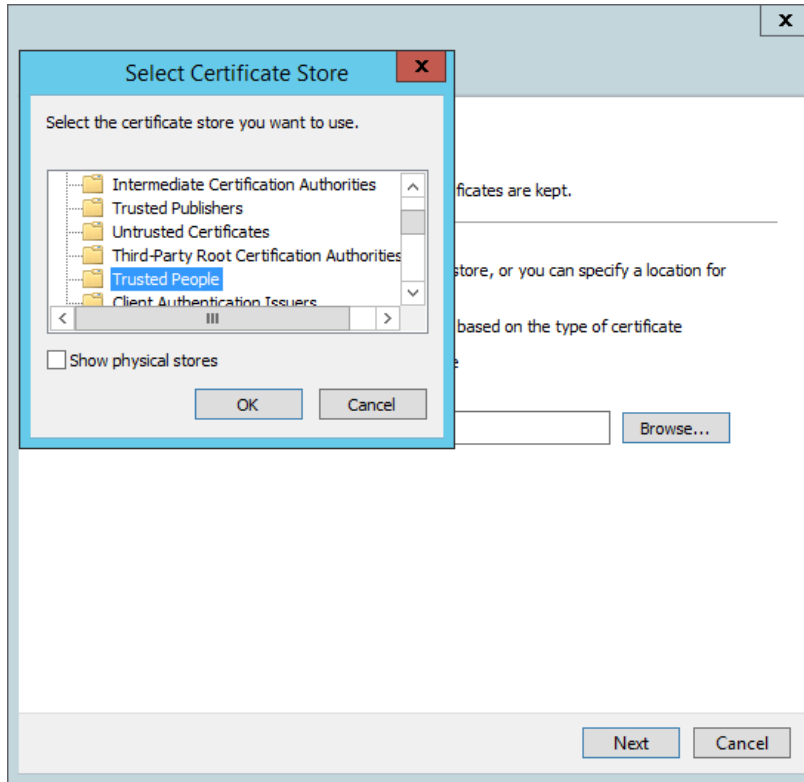 x
Select Certificate Store
x
Select the certificate store you want to use.
Intermediate Certification Authorities
Trusted Publishers
Untrusted Certificates
Third-Party Root Certification Authorities
Trusted People
Client Authentication Issuers
Show physical stores
OK
Cancel
ficates are kept.
store, or you can specify a location for
based on the type of certificate
Browse...
Next
Cancel